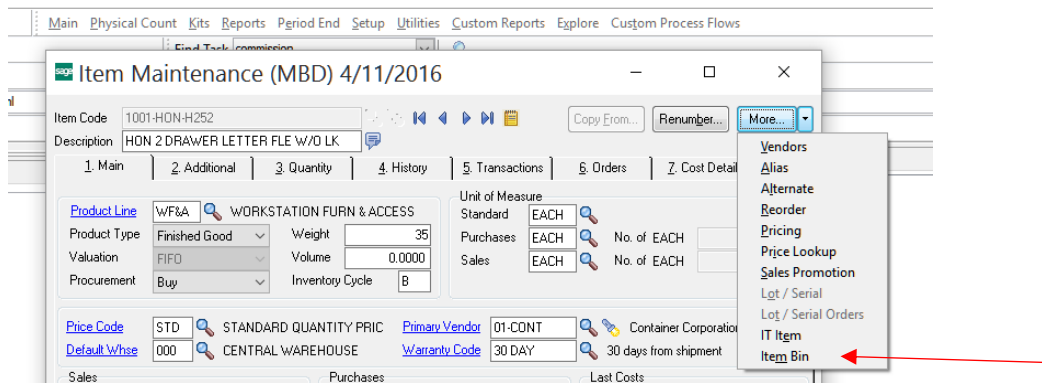 Main Physical Count Kits Reports Period End Setup Utilities Custom Reports Explore Custom Process Flows
Find Task commission
sage Item Maintenance (MBD) 4/11/2016
Item Code 1001-HON-H252 Copy From... Renumber... More...
Description HON 2 DRAWER LETTER FLE W/O LK
1. Main 2. Additional 3. Quantity 4. History 5. Transactions 6. Orders 7. Cost Detail
Vendors
Alias
Alternate
Reorder
Pricing
Price Lookup
Sales Promotion
Lot / Serial
Lot / Serial Orders
IT Item
Item Bin
Product Line WF&A WORKSTATION FURN & ACCESS
Product Type Finished Good Weight 35
Valuation FIFO Volume 0.0000
Procurement Buy Inventory Cycle B
Unit of Measure
Standard EACH
Purchases EACH No. of EACH
Sales EACH No. of EACH
Price Code STD STANDARD QUANTITY PRIC Primary Vendor 01-CONT Container Corporation
Default Whse 000 CENTRAL WAREHOUSE Warranty Code 30 DAY 30 days from shipment
Sales Purchases Last Costs